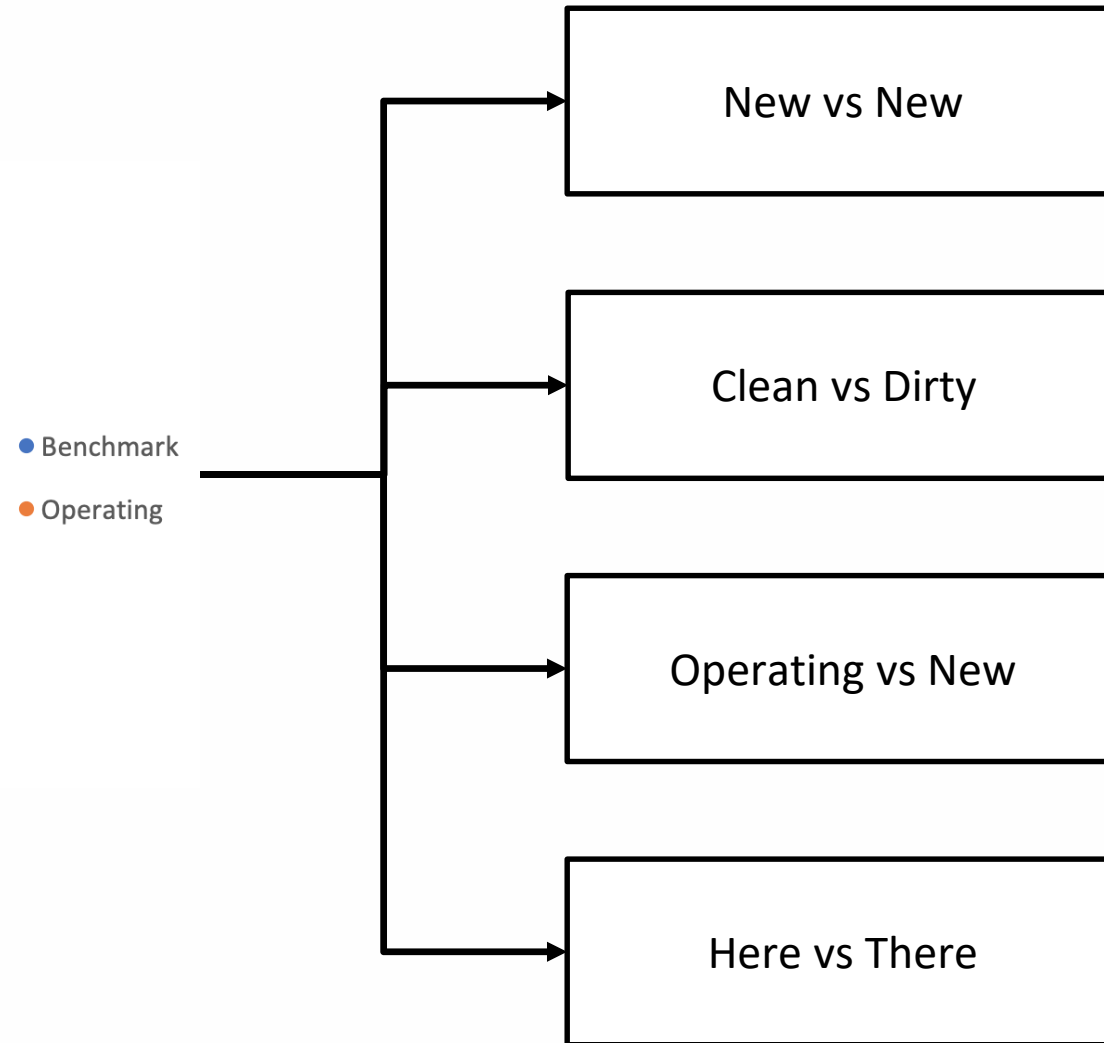 Benchmark
Operating
New vs New
Clean vs Dirty
Operating vs New
Here vs There